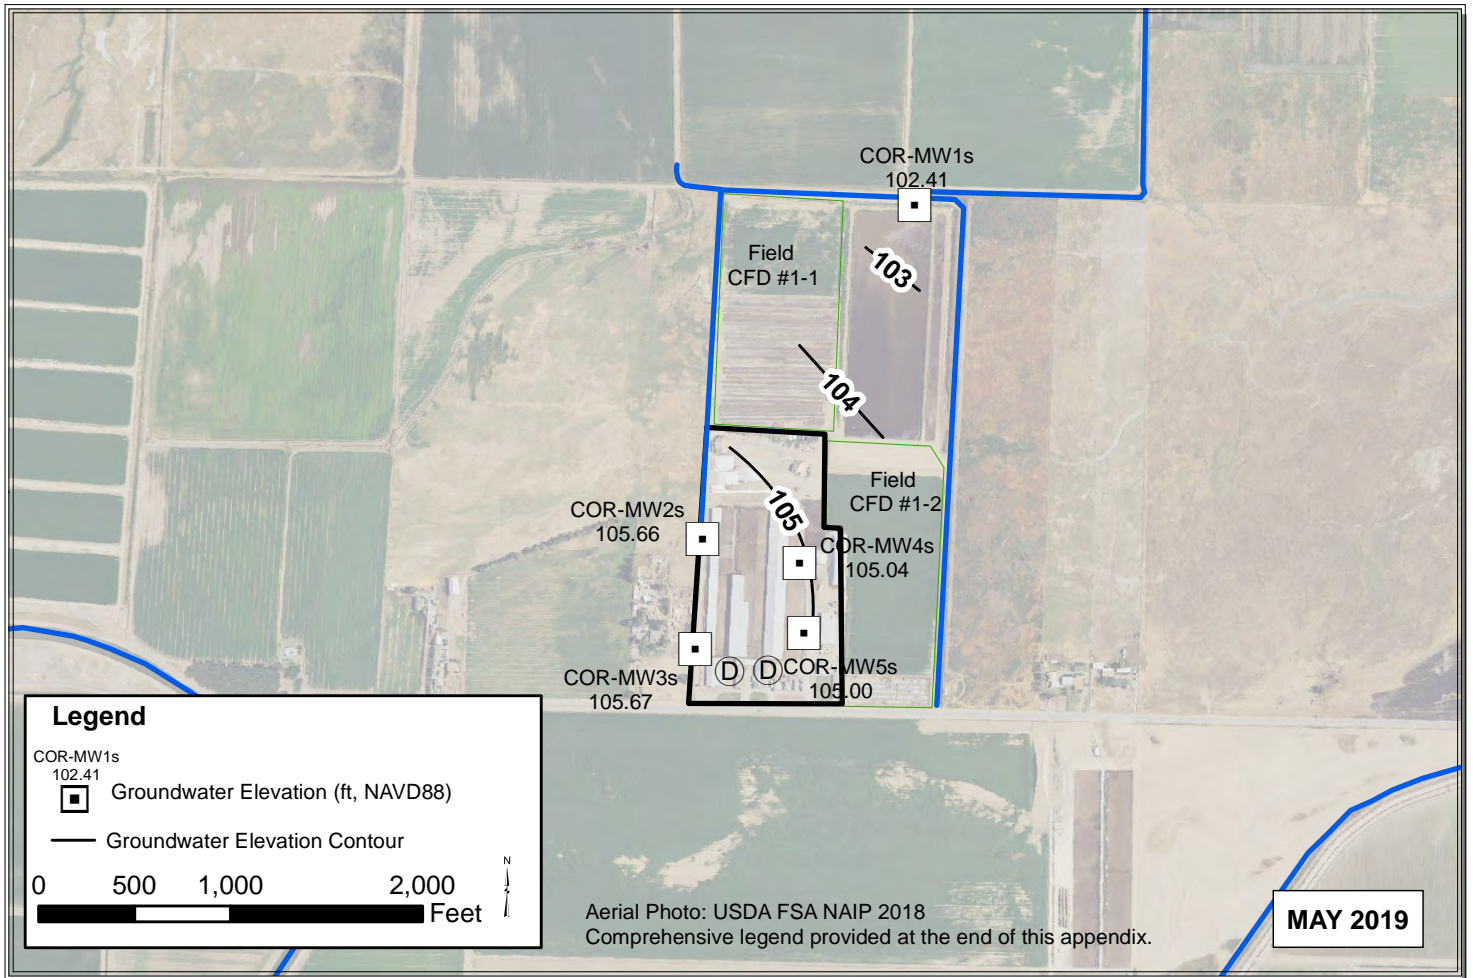 COR-MW1s
102.41
Field
CFD #1-1
103
104
Field
CFD #1-2
105
COR-MW2s
105.66
COR-MW4s
105.04
COR-MW3s
105.67
D
D
COR-MW5s
105.00
Legend
COR-MW1s
102.41
Groundwater Elevation (ft, NAVD88)
Groundwater Elevation Contour
N
0 500 1,000 2,000
Feet
Aerial Photo: USDA FSA NAIP 2018
Comprehensive legend provided at the end of this appendix.
MAY 2019